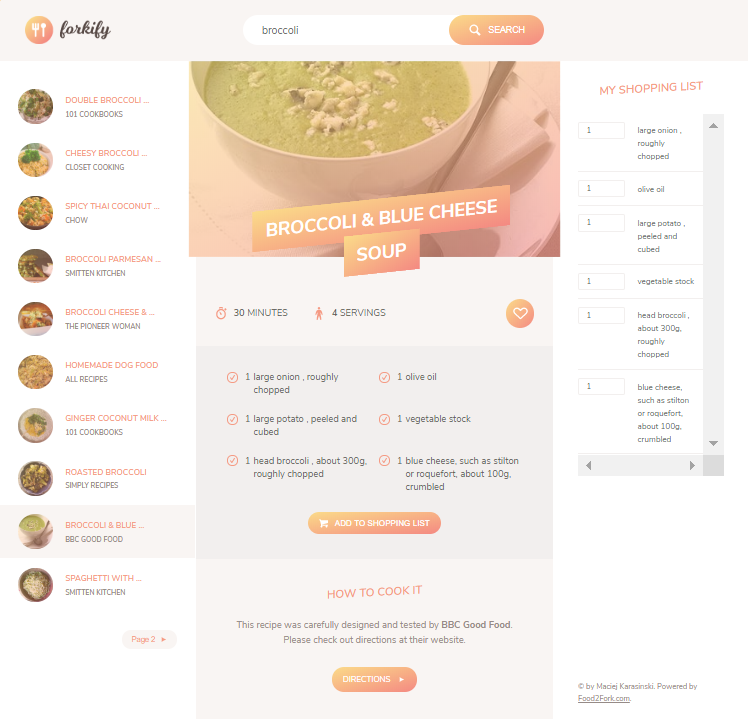 forkify
broccoli
SEARCH
DOUBLE BROCCOLI ...
101 COOKBOOKS
CHEESY BROCCOLI ...
CLOSET COOKING
SPICY THAI COCONUT ...
CHOW
BROCCOLI PARMESAN ...
SMITTEN KITCHEN
BROCCOLI CHEESE & ...
THE PIONEER WOMAN
HOMEMADE DOG FOOD
ALL RECIPES
GINGER COCONUT MILK ...
101 COOKBOOKS
ROASTED BROCCOLI
SIMPLY RECIPES
BROCCOLI & BLUE ...
BBC GOOD FOOD
SPAGHETTI WITH ...
SMITTEN KITCHEN
Page 2
BROCCOLI & BLUE CHEESE
SOUP
30 MINUTES
4 SERVINGS
1 large onion , roughly
chopped
1 olive oil
1 large potato , peeled and
cubed
1 vegetable stock
1 head broccoli , about 300g,
roughly chopped
1 blue cheese, such as stilton
or roquefort, about 100g,
crumbled
ADD TO SHOPPING LIST
HOW TO COOK IT
This recipe was carefully designed and tested by BBC Good Food.
Please check out directions at their website.
DIRECTIONS
MY SHOPPING LIST
1 large onion ,
roughly
chopped
1 olive oil
1 large potato ,
peeled and
cubed
1 vegetable stock
1 head broccoli ,
about 300g,
roughly
chopped
1 blue cheese,
such as stilton
or roquefort,
about 100g,
crumbled
© by Maciej Karasinski. Powered by
Food2Fork.com.